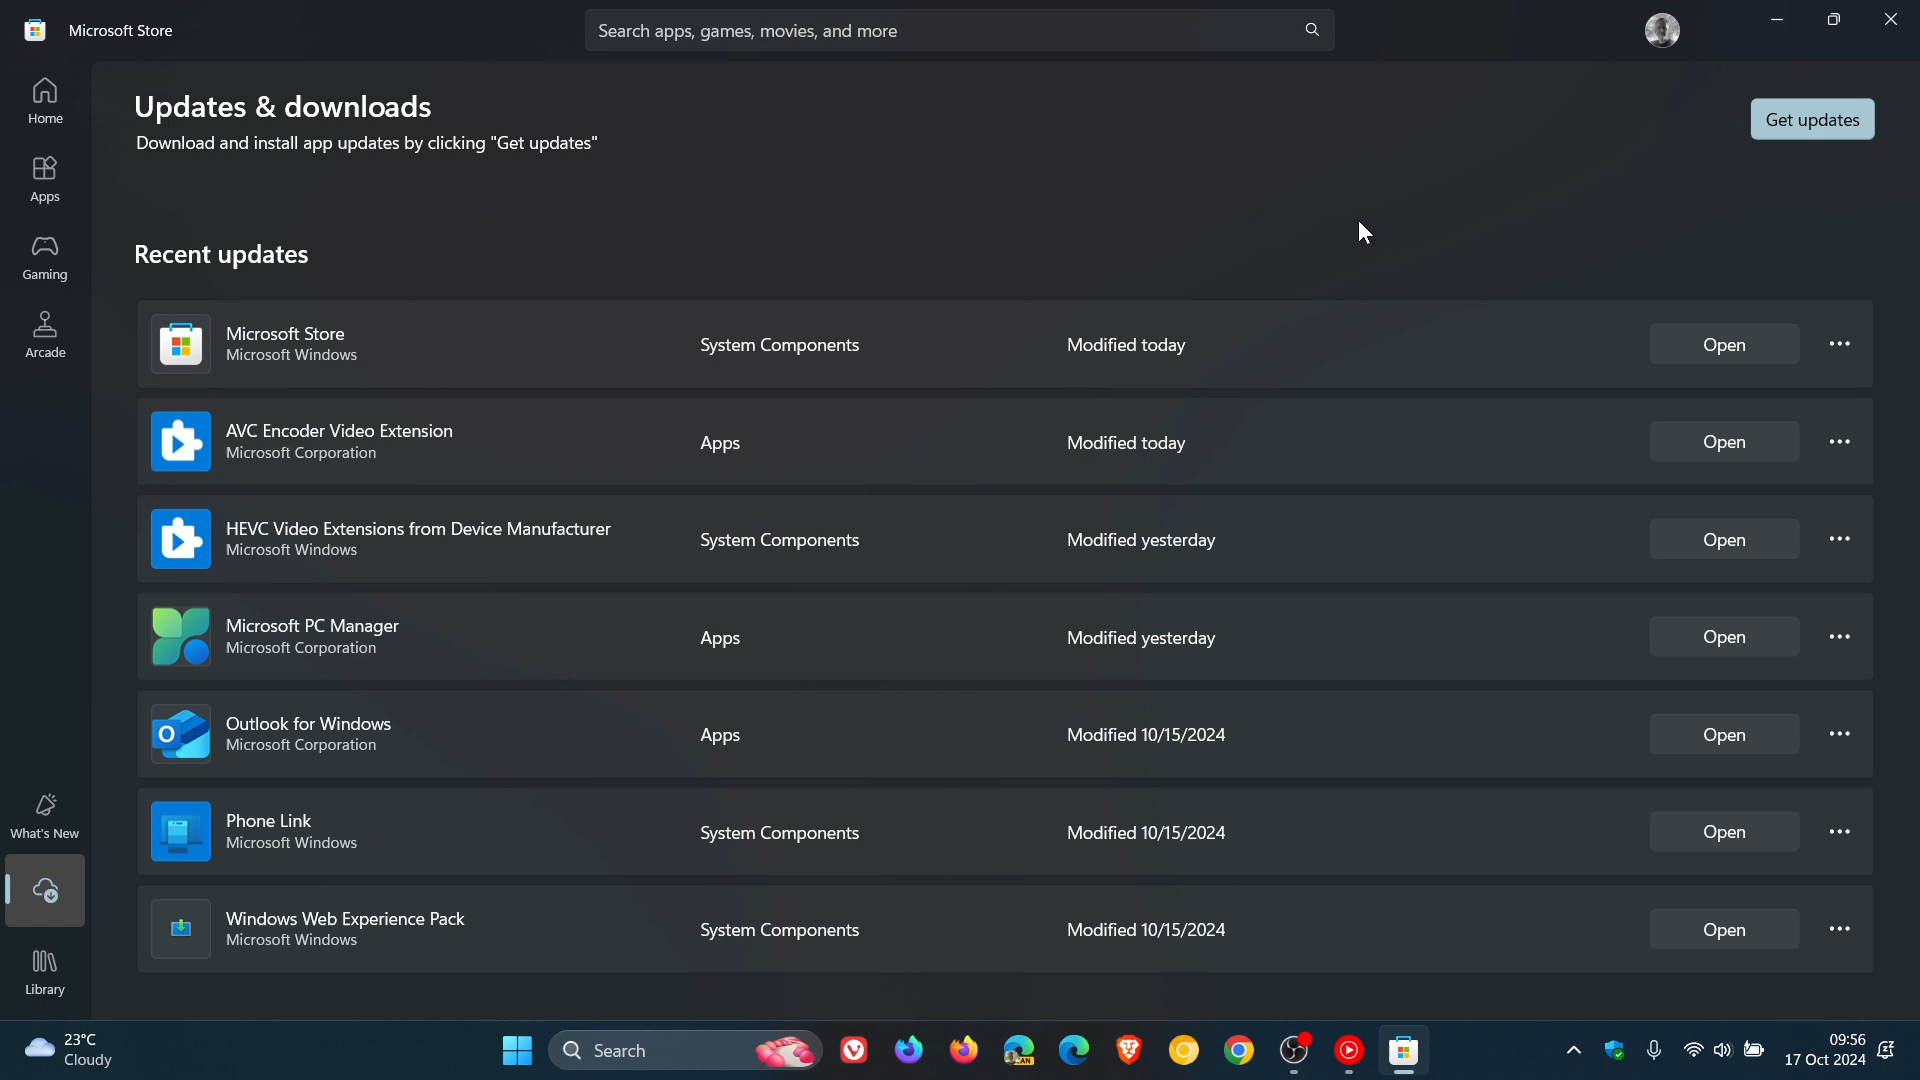 Microsoft Store
Search apps, games, movies, and more
Home
Apps
Gaming
Arcade
What's New
Library
Updates & downloads
Download and install app updates by clicking "Get updates"
Get updates
Recent updates
Microsoft Store
Microsoft Windows
System Components
Modified today
Open
AVC Encoder Video Extension
Microsoft Corporation
Apps
Modified today
Open
HEVC Video Extensions from Device Manufacturer
Microsoft Windows
System Components
Modified yesterday
Open
Microsoft PC Manager
Microsoft Corporation
Apps
Modified yesterday
Open
Outlook for Windows
Microsoft Corporation
Apps
Modified 10/15/2024
Open
Phone Link
Microsoft Windows
System Components
Modified 10/15/2024
Open
Windows Web Experience Pack
Microsoft Windows
System Components
Modified 10/15/2024
Open
23°C
Cloudy
Search
CAN
09:56
17 Oct 2024